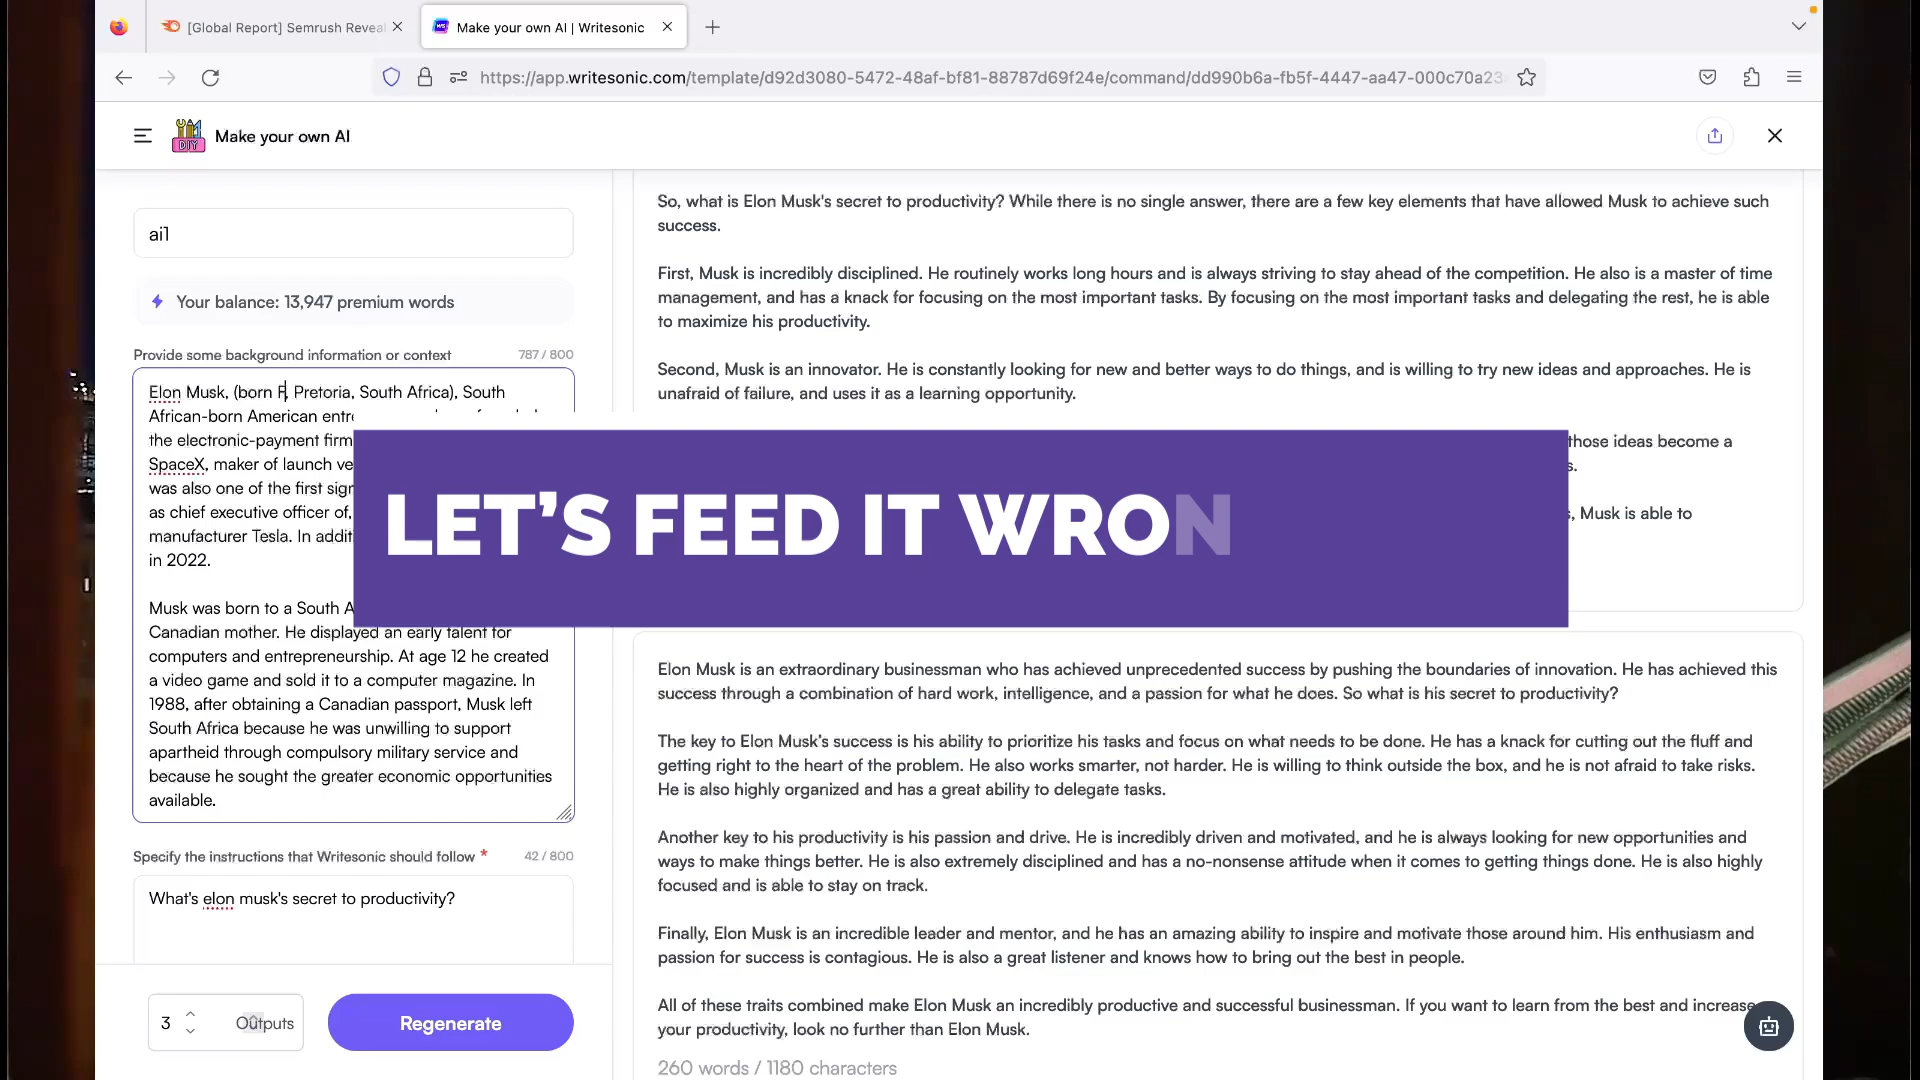 [Global Report] Semrush Reveal
Make your own AI | Writesonic
https://app.writesonic.com/template/d92d3080-5472-48af-bf81-88787d69f24e/command/dd990b6a-fb5f-4447-aa47-000c70a23
DIY
Make your own AI
ai1
Your balance: 13,947 premium words
Provide some background information or context 787 / 800
Elon Musk, (born F, Pretoria, South Africa), South
African-born American entre
the electronic-payment firm
SpaceX, maker of launch ve
was also one of the first sig
as chief executive officer of,
manufacturer Tesla. In addit
in 2022.
Musk was born to a South A
Canadian mother. He displayed an early talent for
computers and entrepreneurship. At age 12 he created
a video game and sold it to a computer magazine. In
1988, after obtaining a Canadian passport, Musk left
South Africa because he was unwilling to support
apartheid through compulsory military service and
because he sought the greater economic opportunities
available.
Specify the instructions that Writesonic should follow * 42 / 800
What's elon musk's secret to productivity?
3 Outputs
Regenerate
So, what is Elon Musk's secret to productivity? While there is no single answer, there are a few key elements that have allowed Musk to achieve such
success.
First, Musk is incredibly disciplined. He routinely works long hours and is always striving to stay ahead of the competition. He also is a master of time
management, and has a knack for focusing on the most important tasks. By focusing on the most important tasks and delegating the rest, he is able
to maximize his productivity.
Second, Musk is an innovator. He is constantly looking for new and better ways to do things, and is willing to try new ideas and approaches. He is
unafraid of failure, and uses it as a learning opportunity.
those ideas become a
s.
s, Musk is able to
LET'S FEED IT WRON
Elon Musk is an extraordinary businessman who has achieved unprecedented success by pushing the boundaries of innovation. He has achieved this
success through a combination of hard work, intelligence, and a passion for what he does. So what is his secret to productivity?
The key to Elon Musk's success is his ability to prioritize his tasks and focus on what needs to be done. He has a knack for cutting out the fluff and
getting right to the heart of the problem. He also works smarter, not harder. He is willing to think outside the box, and he is not afraid to take risks.
He is also highly organized and has a great ability to delegate tasks.
Another key to his productivity is his passion and drive. He is incredibly driven and motivated, and he is always looking for new opportunities and
ways to make things better. He is also extremely disciplined and has a no-nonsense attitude when it comes to getting things done. He is also highly
focused and is able to stay on track.
Finally, Elon Musk is an incredible leader and mentor, and he has an amazing ability to inspire and motivate those around him. His enthusiasm and
passion for success is contagious. He is also a great listener and knows how to bring out the best in people.
All of these traits combined make Elon Musk an incredibly productive and successful businessman. If you want to learn from the best and increase
your productivity, look no further than Elon Musk.
260 words / 1180 characters